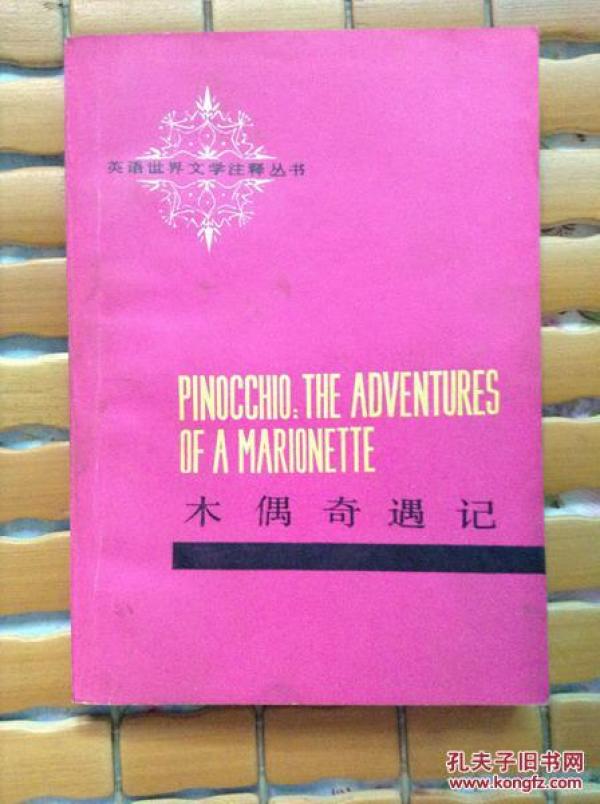 英语世界文学注释丛书
PINOCCHIO: THE ADVENTURES
OF A MARIONETTE
木偶奇遇记
孔夫子旧书网
www.kongfz.com